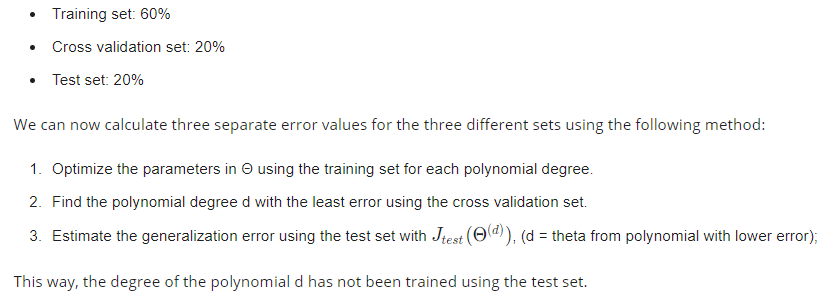 • Training set: 60%
• Cross validation set: 20%
• Test set: 20%
We can now calculate three separate error values for the three different sets using the following method:
1. Optimize the parameters in Θ using the training set for each polynomial degree.
2. Find the polynomial degree d with the least error using the cross validation set.
3. Estimate the generalization error using the test set with J_{test}(Θ^{(d)}), (d = theta from polynomial with lower error);
This way, the degree of the polynomial d has not been trained using the test set.